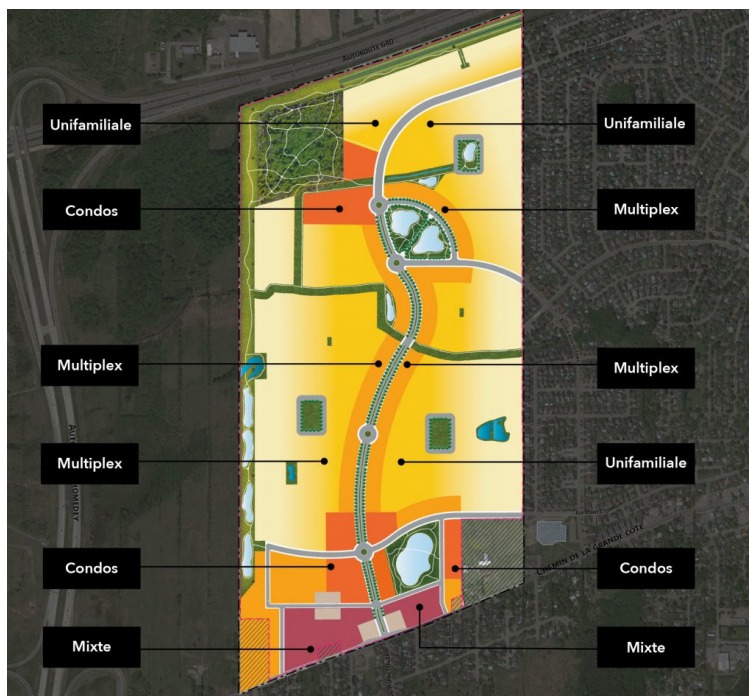 AUTOROUTE 640
Unifamiliale
Unifamiliale
Condos
Multiplex
Multiplex
Multiplex
Multiplex
Unifamiliale
CHEMIN DE LA GRANDE CÔTE
Condos
Condos
Mixte
Mixte